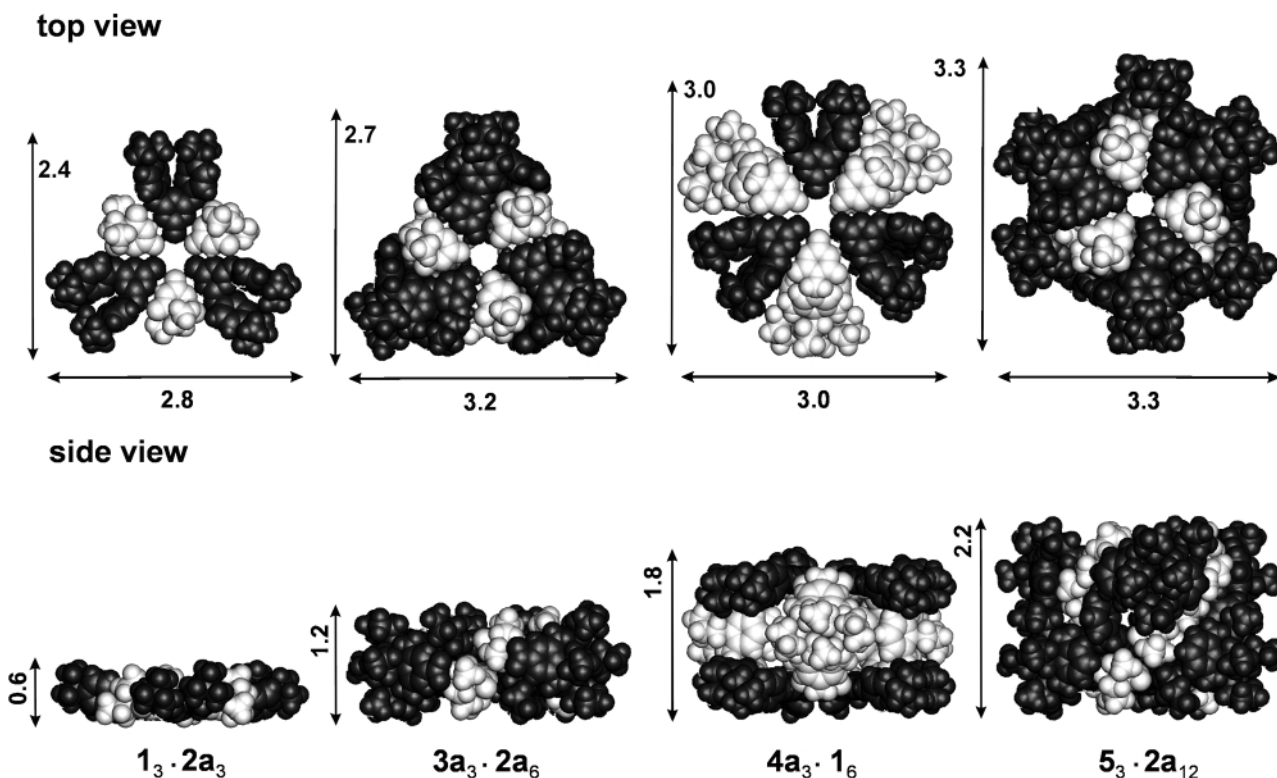 top view
2.4
2.7
3.0
3.3
2.8
3.2
3.0
3.3
side view
0.6
1.2
1.8
2.2
1₃ · 2a₃
3a₃ · 2a₆
4a₃ · 1₆
5₃ · 2a₁₂